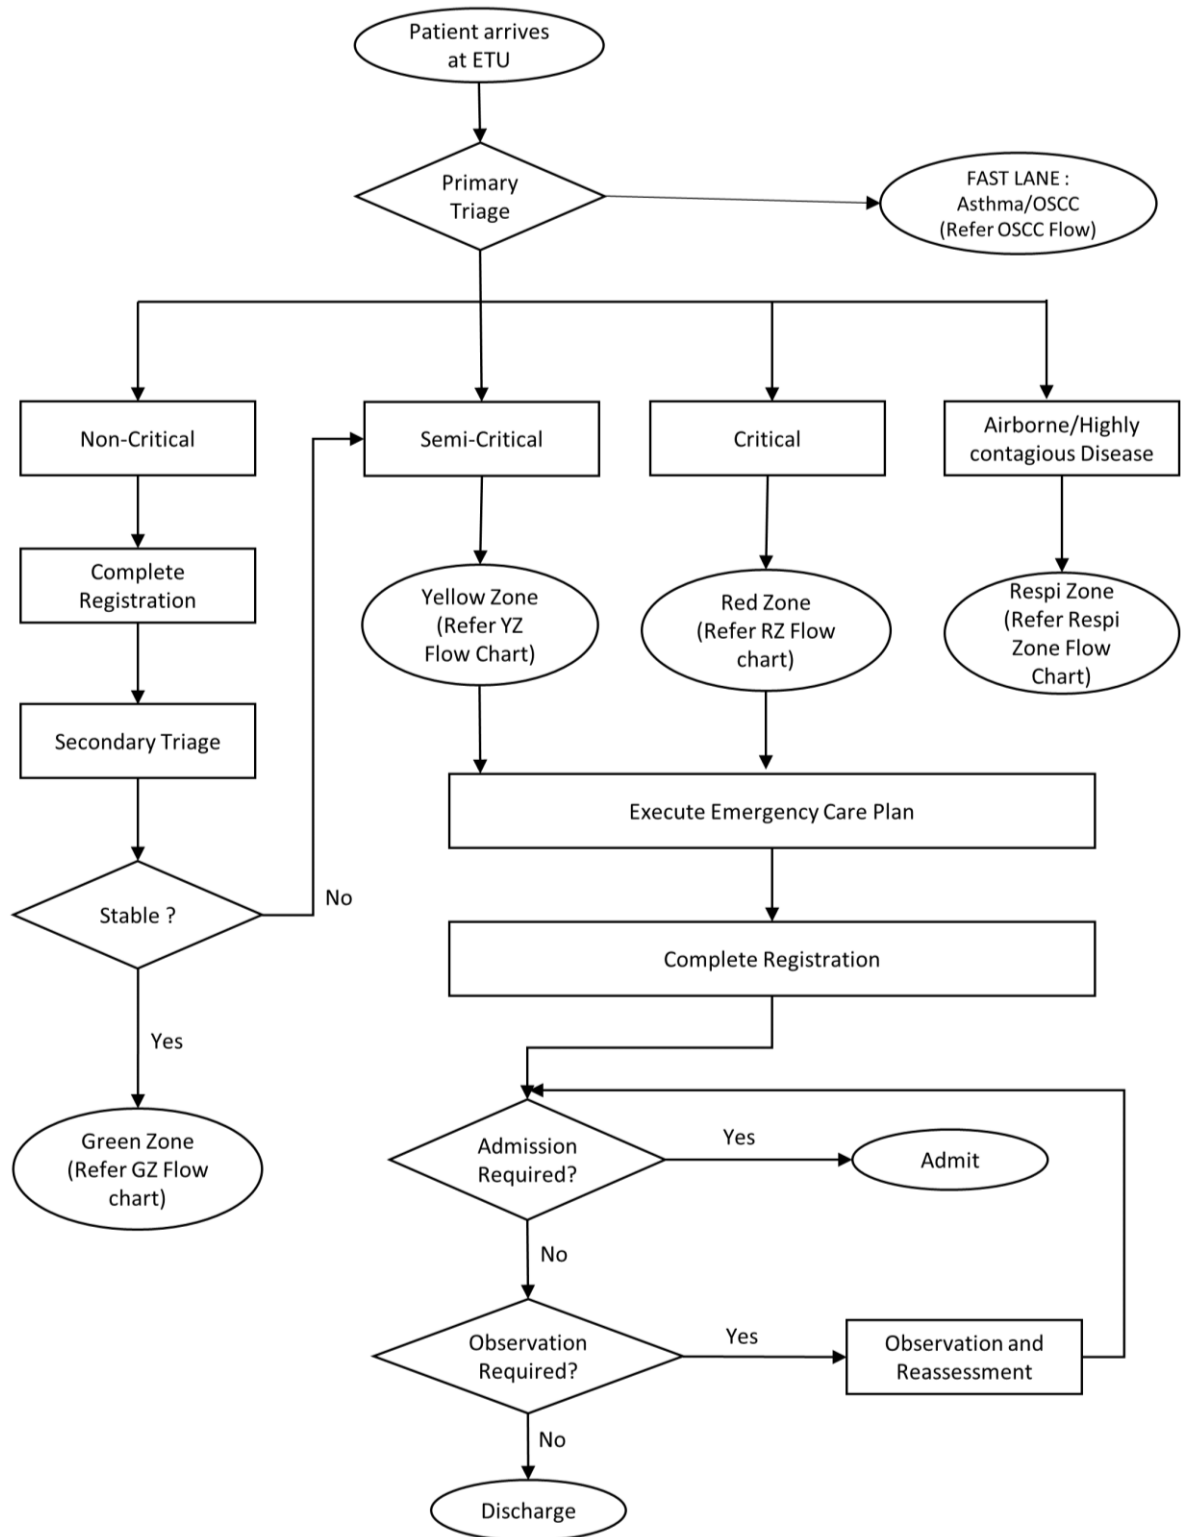 Patient arrives
at ETU
Primary
Triage
FAST LANE :
Asthma/OSCC
(Refer OSCC Flow)
Non-Critical
Semi-Critical
Critical
Airborne/Highly
contagious Disease
Complete
Registration
Yellow Zone
(Refer YZ
Flow Chart)
Red Zone
(Refer RZ Flow
chart)
Respi Zone
(Refer Respi
Zone Flow
Chart)
Secondary Triage
Execute Emergency Care Plan
Stable ?
No
Complete Registration
Yes
Green Zone
(Refer GZ Flow
chart)
Admission
Required?
Yes
Admit
No
Observation
Required?
Yes
Observation and
Reassessment
No
Discharge